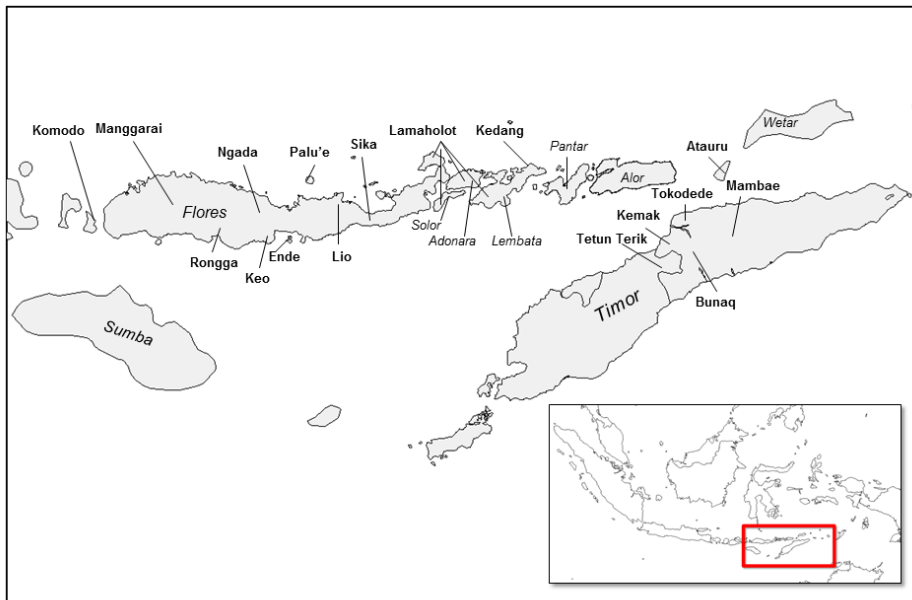 Wetar
Komodo
Manggarai
Lamaholot
Kedang
Sika
Ngada
Palu'e
Pantar
Atauru
Alor
Tokodede
Mambae
Flores
Kemak
Solor
Adonara
Lembata
Tetun Terik
Rongga
Keo
Ende
Lio
Bunaq
Timor
Sumba